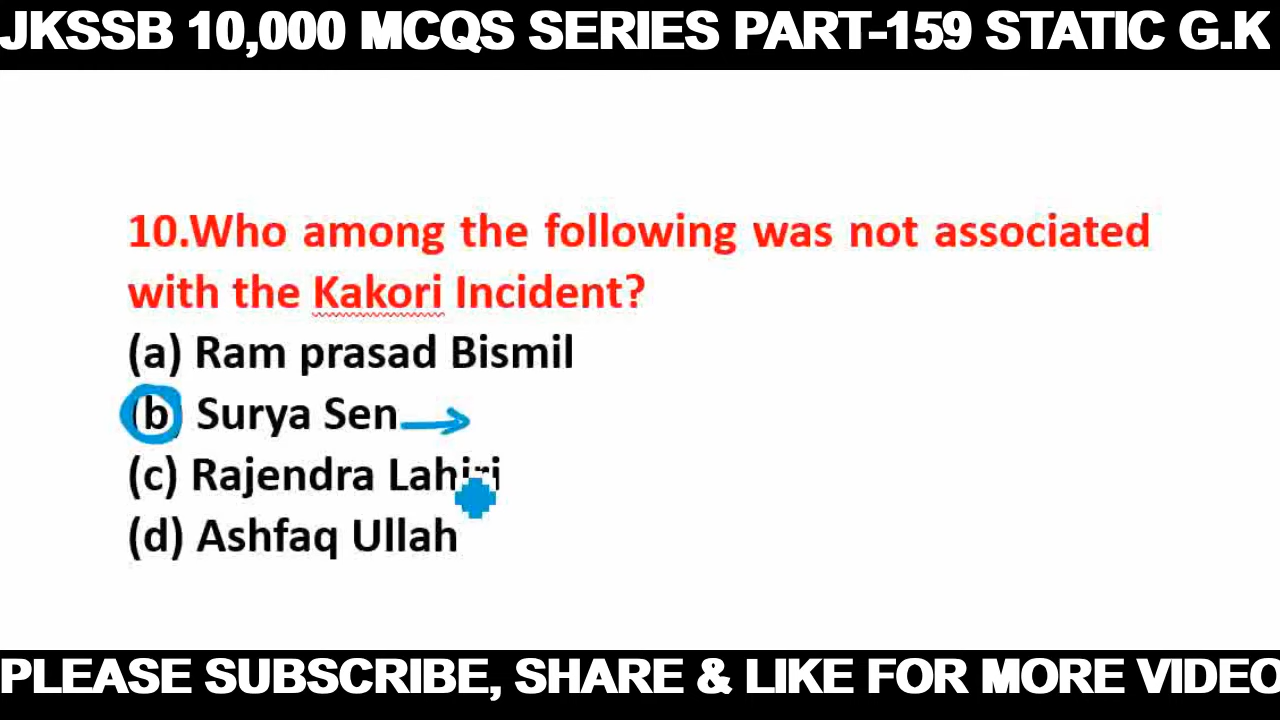 JKSSB 10,000 MCQS SERIES PART-159 STATIC G.K
10.Who among the following was not associated
with the Kakori Incident?
(a) Ram prasad Bismil
(b) Surya Sen
(c) Rajendra Lahiri
(d) Ashfaq Ullah
PLEASE SUBSCRIBE, SHARE & LIKE FOR MORE VIDEO